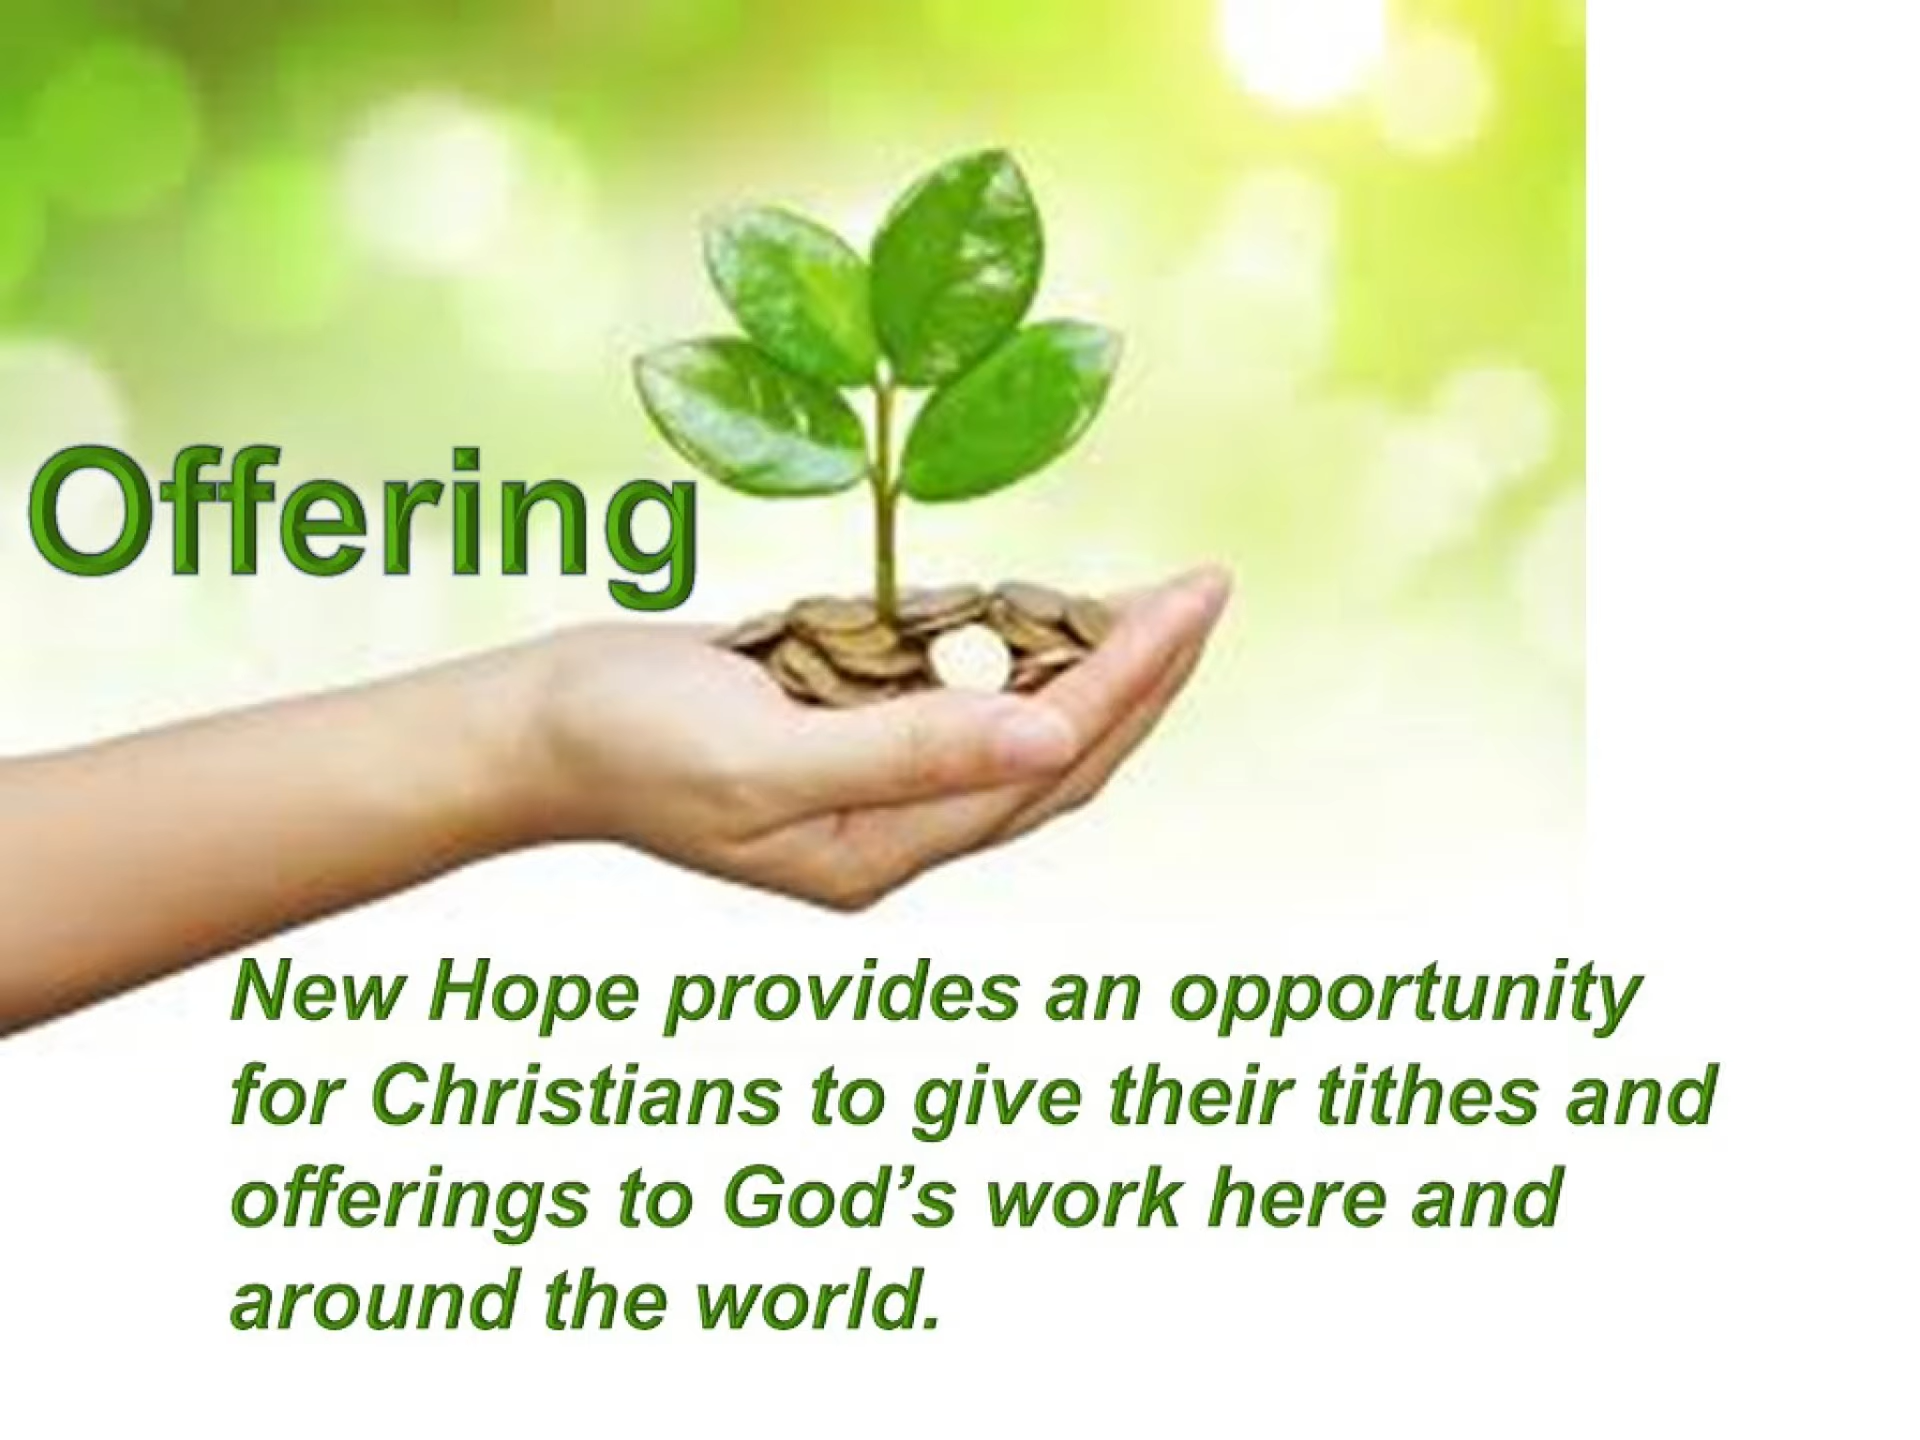 Offering
New Hope provides an opportunity
for Christians to give their tithes and
offerings to God’s work here and
around the world.